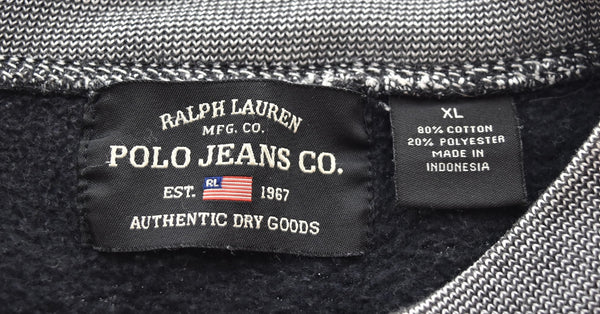 RALPH LAUREN
MFG. CO.
POLO JEANS CO.
EST. RL 1967
AUTHENTIC DRY GOODS
XL
80% COTTON
20% POLYESTER
MADE IN
INDONESIA